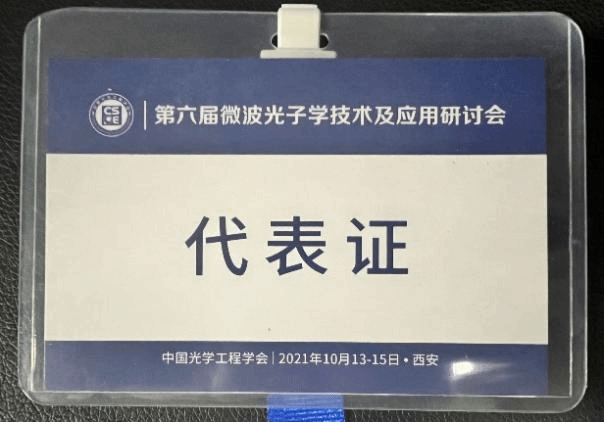 CSOE | 第六届微波光子学技术及应用研讨会
代表证
中国光学工程学会 | 2021年10月13-15日 • 西安